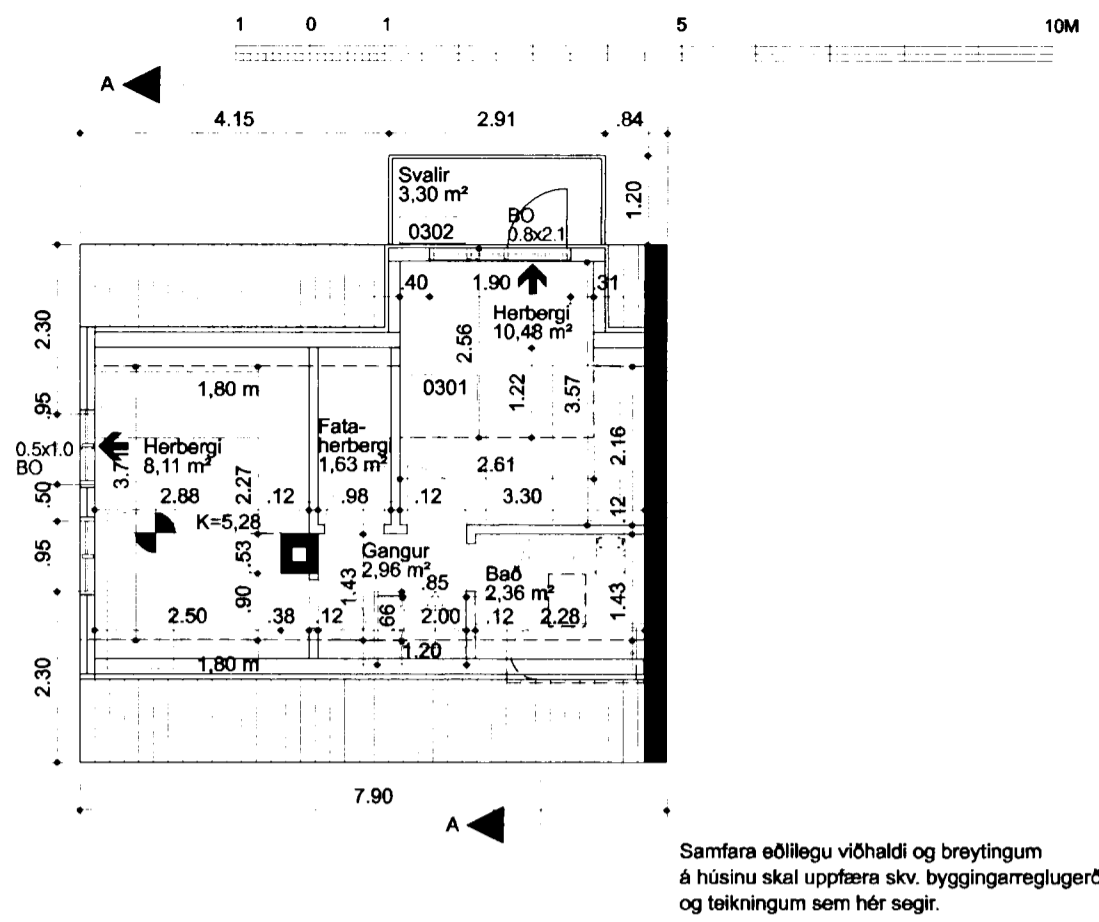 1 0 1 5 10M
A
4.15 2.91 .84
Svalir
3,30 m²
1.20
BO
0.8x2.1
0302
.40 1.90 .31
Herbergi
10,48 m²
2.30
2.56
1,80 m
0301
1.22
3.57
.95
Fata-
herbergi
1,63 m²
0.5x1.0
BO
Herbergi
8,11 m²
3.71
2.27
2.61
2.16
.50
2.88 .12 .98 .12 3.30
.12
K=5,28
.95
.53
Gangur
2,96 m²
.85
Bað
2,36 m²
.90
1.43
.66
1.43
2.50 .38 .12 2.00 .12 2.28
1.20
1,80 m
2.30
7.90
A
Samfara eðlilegu viðhaldi og breytingum
á húsinu skal uppfæra skv. byggingarreglugerð
og teikningum sem hér segir.